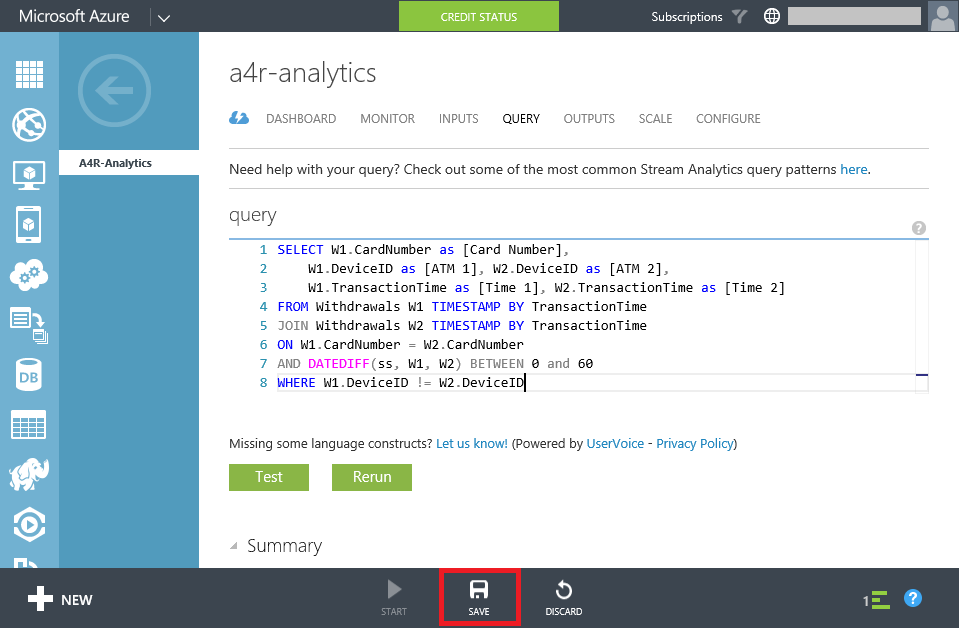 Microsoft Azure
CREDIT STATUS
Subscriptions
A4R-Analytics
a4r-analytics
DASHBOARD MONITOR INPUTS QUERY OUTPUTS SCALE CONFIGURE
Need help with your query? Check out some of the most common Stream Analytics query patterns here.
query
?
1 SELECT W1.CardNumber as [Card Number],
2 W1.DeviceID as [ATM 1], W2.DeviceID as [ATM 2],
3 W1.TransactionTime as [Time 1], W2.TransactionTime as [Time 2]
4 FROM Withdrawals W1 TIMESTAMP BY TransactionTime
5 JOIN Withdrawals W2 TIMESTAMP BY TransactionTime
6 ON W1.CardNumber = W2.CardNumber
7 AND DATEDIFF(ss, W1, W2) BETWEEN 0 and 60
8 WHERE W1.DeviceID != W2.DeviceID
DB
Missing some language constructs? Let us know! (Powered by UserVoice - Privacy Policy)
Test Rerun
Summary
NEW
START SAVE DISCARD
1 ?